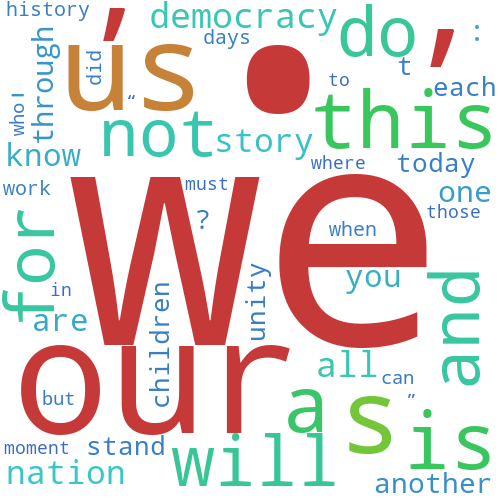 history , democracy do ,
us days :
through did “ . t each
who I not story to this
know where today
work we must ? one
when those
for in you and
are unity
our children all can
but a s ” is
moment stand will
nation another